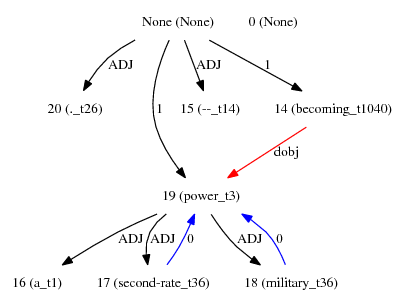 None (None) 0 (None)
ADJ 1 ADJ 1
20 (._t26) 15 (--_t14) 14 (becoming_t1040)
dobj
19 (power_t3)
ADJ ADJ 0 ADJ 0
16 (a_t1) 17 (second-rate_t36) 18 (military_t36)